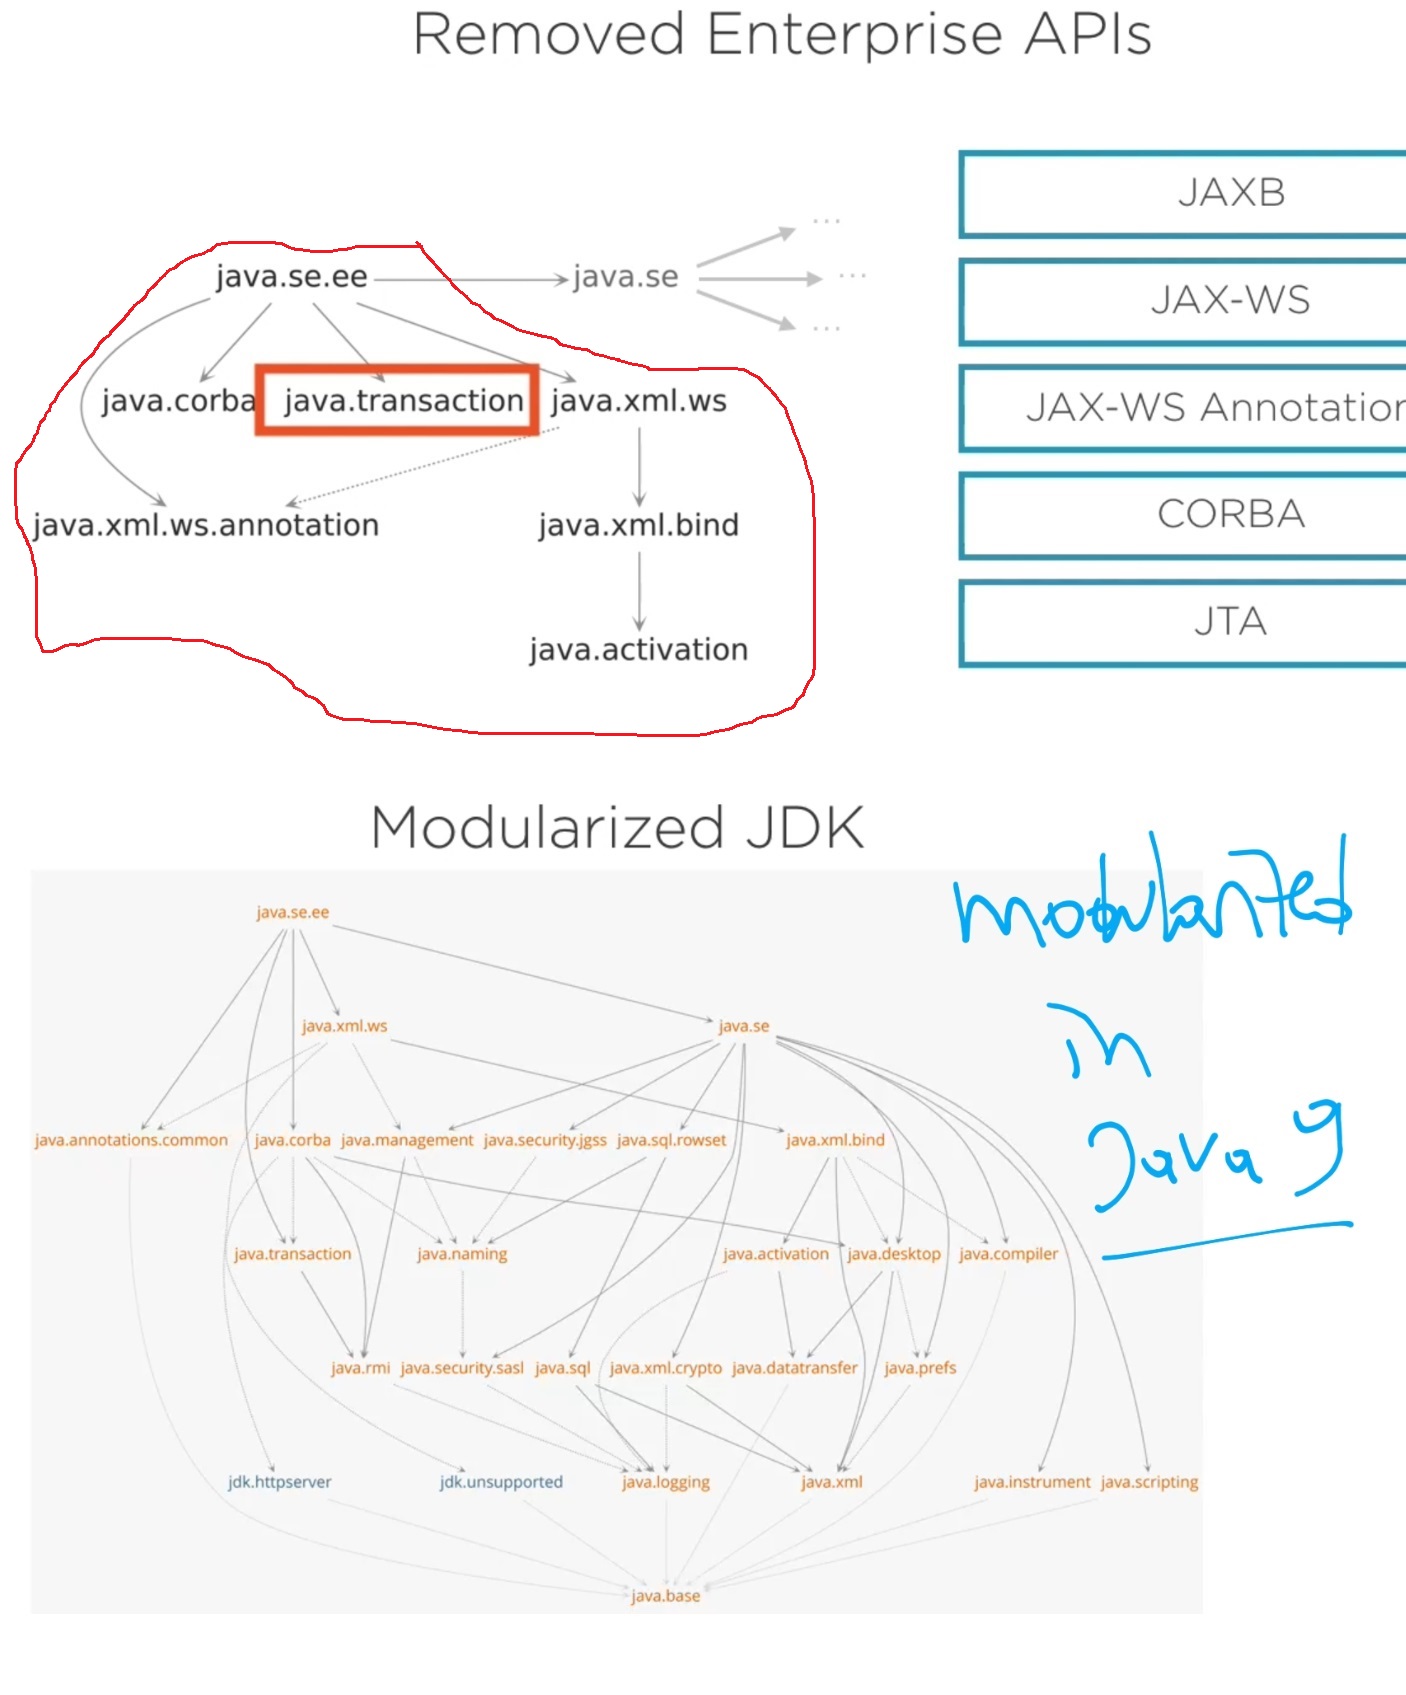 Removed Enterprise APIs
JAXB
...
java.se.ee java.se ...
JAX-WS
...
java.corba java.transaction java.xml.ws
JAX-WS Annotation
java.xml.ws.annotation java.xml.bind
CORBA
JTA
java.activation
Modularized JDK
modularized
java.se.ee
in
java.xml.ws java.se
Java 9
java.annotations.common java.corba java.management java.security.jgss java.sql.rowset java.xml.bind
java.transaction java.naming java.activation java.desktop java.compiler
java.rmi java.security.sasl java.sql java.xml.crypto java.datatransfer java.prefs
jdk.httpserver jdk.unsupported java.logging java.xml java.instrument java.scripting
java.base